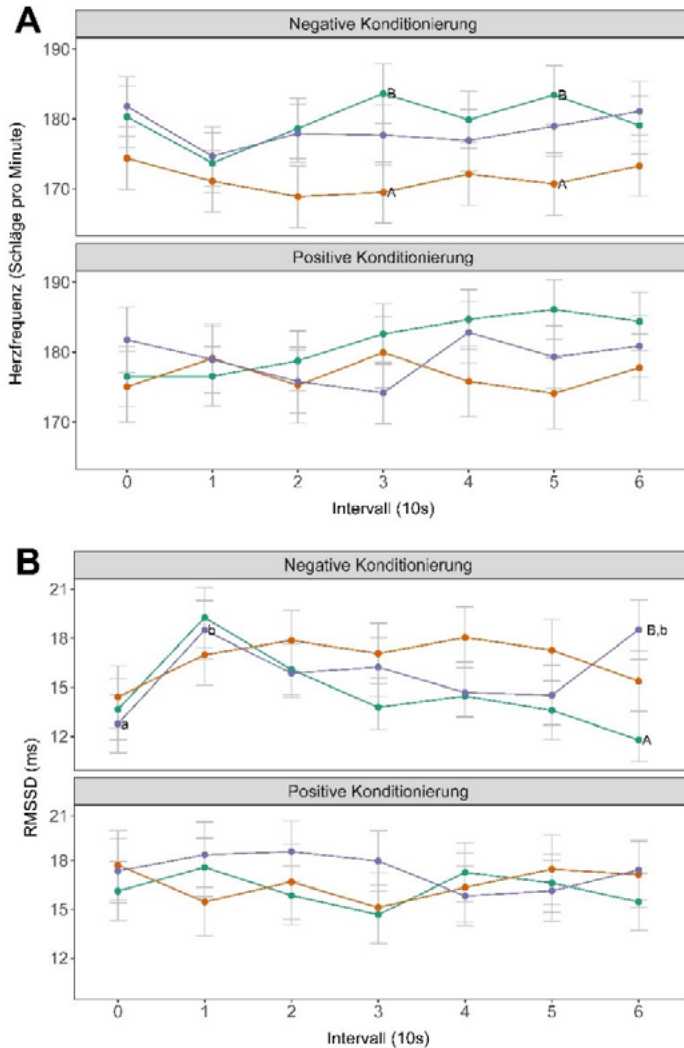 A
Negative Konditionierung
190
180
170
B
B
A
A
Positive Konditionierung
190
180
170
Herzfrequenz (Schläge pro Minute)
0 1 2 3 4 5 6
Intervall (10s)
B
Negative Konditionierung
21
18
15
12
a
b
B,b
A
Positive Konditionierung
21
18
15
12
RMSSD (ms)
0 1 2 3 4 5 6
Intervall (10s)